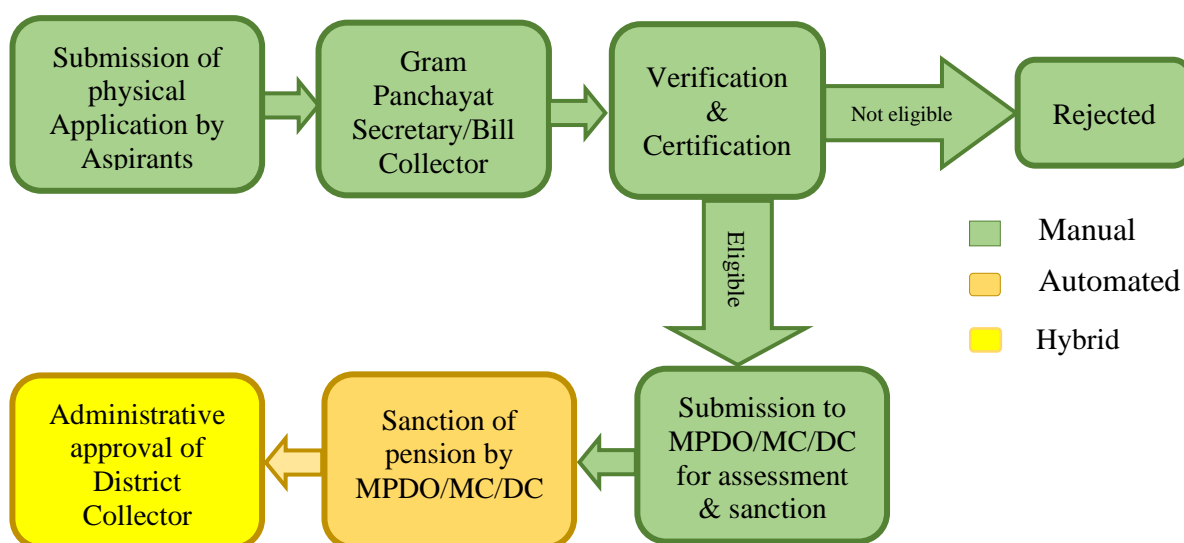 Submission of
physical
Application by
Aspirants
Gram
Panchayat
Secretary/Bill
Collector
Verification
&
Certification
Not eligible
Rejected
Eligible
Manual
Automated
Hybrid
Administrative
approval of
District
Collector
Sanction of
pension by
MPDO/MC/DC
Submission to
MPDO/MC/DC
for assessment
& sanction